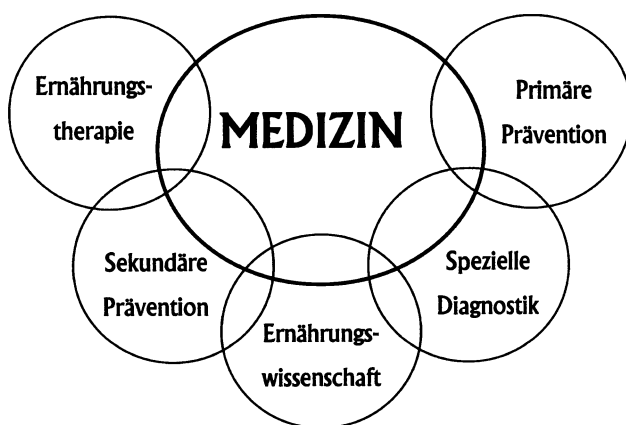 Ernährungs-
therapie
MEDIZIN
Primäre
Prävention
Sekundäre
Prävention
Spezielle
Diagnostik
Ernährungs-
wissenschaft